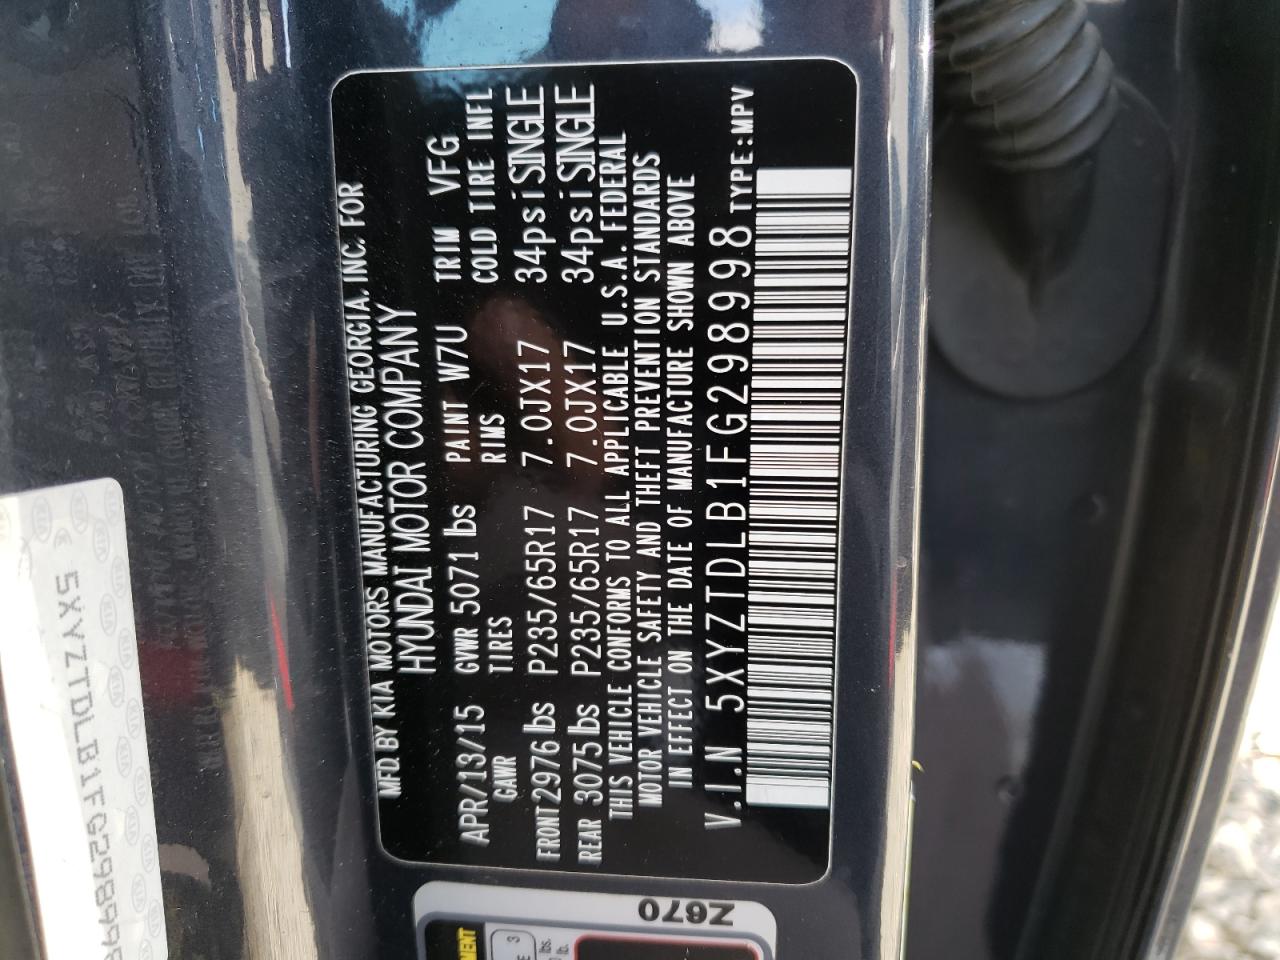 MFD. BY KIA MOTORS MANUFACTURING GEORGIA, INC. FOR
HYUNDAI MOTOR COMPANY
APR/13/15 GVWR 5071 lbs PAINT W7U TRIM VFG
GAWR TIRES RIMS COLD TIRE INFL
FRONT 2976 lbs P235/65R17 7.0JX17 34psi SINGLE
REAR 3075 lbs P235/65R17 7.0JX17 34psi SINGLE
THIS VEHICLE CONFORMS TO ALL APPLICABLE U.S.A. FEDERAL
MOTOR VEHICLE SAFETY AND THEFT PREVENTION STANDARDS
IN EFFECT ON THE DATE OF MANUFACTURE SHOWN ABOVE
V.I.N 5XYZTDLB1FG298998 TYPE:MPV
5XYZTDLB1FG298998
Z670